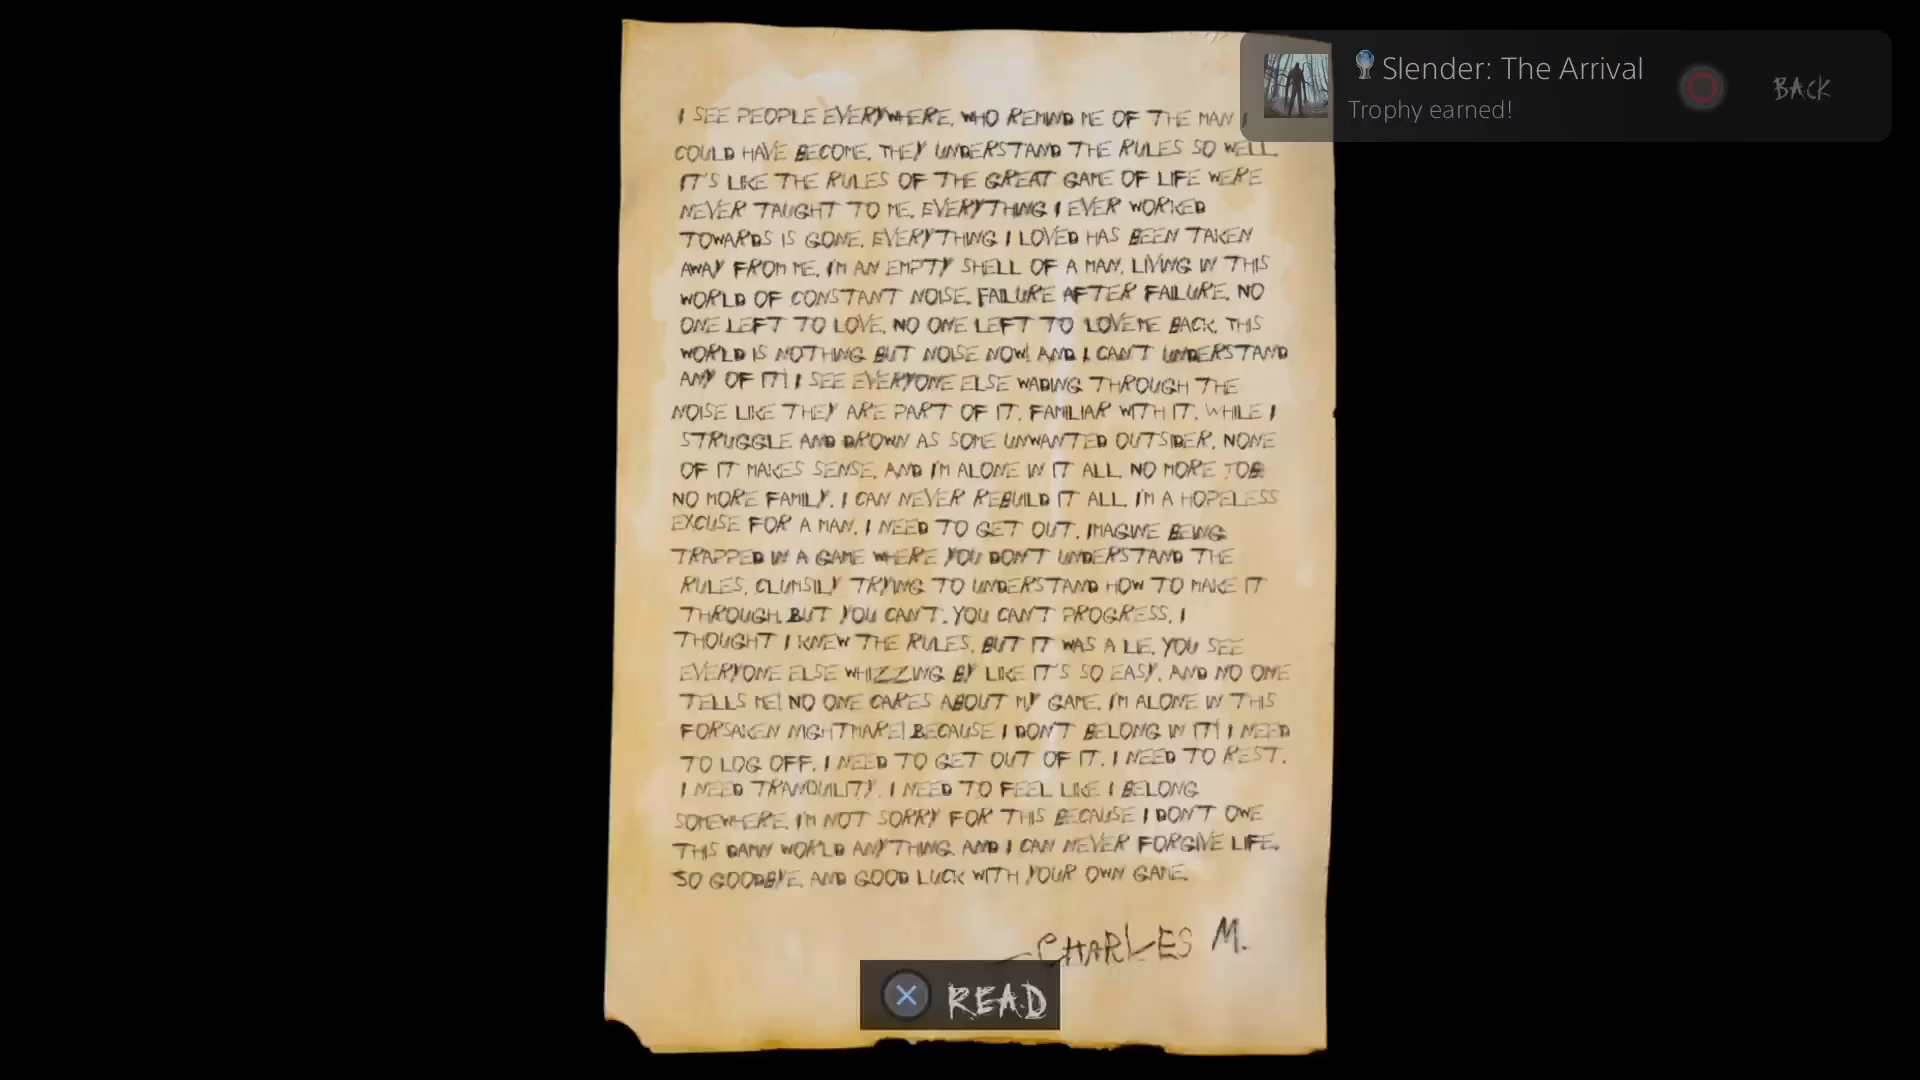 I SEE PEOPLE EVERYWHERE, WHO REMIND ME OF THE MAN I
COULD HAVE BECOME. THEY UNDERSTAND THE RULES SO WELL.
IT'S LIKE THE RULES OF THE GREAT GAME OF LIFE WERE
NEVER TAUGHT TO ME. EVERYTHING I EVER WORKED
TOWARDS IS GONE. EVERYTHING I LOVED HAS BEEN TAKEN
AWAY FROM ME. I'M AN EMPTY SHELL OF A MAN. LIVING IN THIS
WORLD OF CONSTANT NOISE. FAILURE AFTER FAILURE. NO
ONE LEFT TO LOVE. NO ONE LEFT TO LOVE ME BACK. THIS
WORLD IS NOTHING BUT NOISE NOW! AND I CAN'T UNDERSTAND
ANY OF IT! I SEE EVERYONE ELSE WADING THROUGH THE
NOISE LIKE THEY ARE PART OF IT. FAMILIAR WITH IT. WHILE I
STRUGGLE AND DROWN AS SOME UNWANTED OUTSIDER. NONE
OF IT MAKES SENSE. AND I'M ALONE IN IT ALL. NO MORE JOB.
NO MORE FAMILY. I CAN NEVER REBUILD IT ALL. I'M A HOPELESS
EXCUSE FOR A MAN. I NEED TO GET OUT. IMAGINE BEING
TRAPPED IN A GAME WHERE YOU DON'T UNDERSTAND THE
RULES. CLUMSILY TRYING TO UNDERSTAND HOW TO MAKE IT
THROUGH. BUT YOU CAN'T. YOU CAN'T PROGRESS. I
THOUGHT I KNEW THE RULES. BUT IT WAS A LIE. YOU SEE
EVERYONE ELSE WHIZZING BY LIKE IT'S SO EASY. AND NO ONE
TELLS ME! NO ONE CARES ABOUT MY GAME. I'M ALONE IN THIS
FORSAKEN NIGHTMARE! BECAUSE I DON'T BELONG IN IT! I NEED
TO LOG OFF. I NEED TO GET OUT OF IT. I NEED TO REST.
I NEED TRANQUILITY. I NEED TO FEEL LIKE I BELONG
SOMEWHERE. I'M NOT SORRY FOR THIS BECAUSE I DON'T OWE
THIS DAMN WORLD ANYTHING. AND I CAN NEVER FORGIVE LIFE.
SO GOODBYE. AND GOOD LUCK WITH YOUR OWN GAME.
—CHARLES M.
READ
Slender: The Arrival
Trophy earned!
BACK